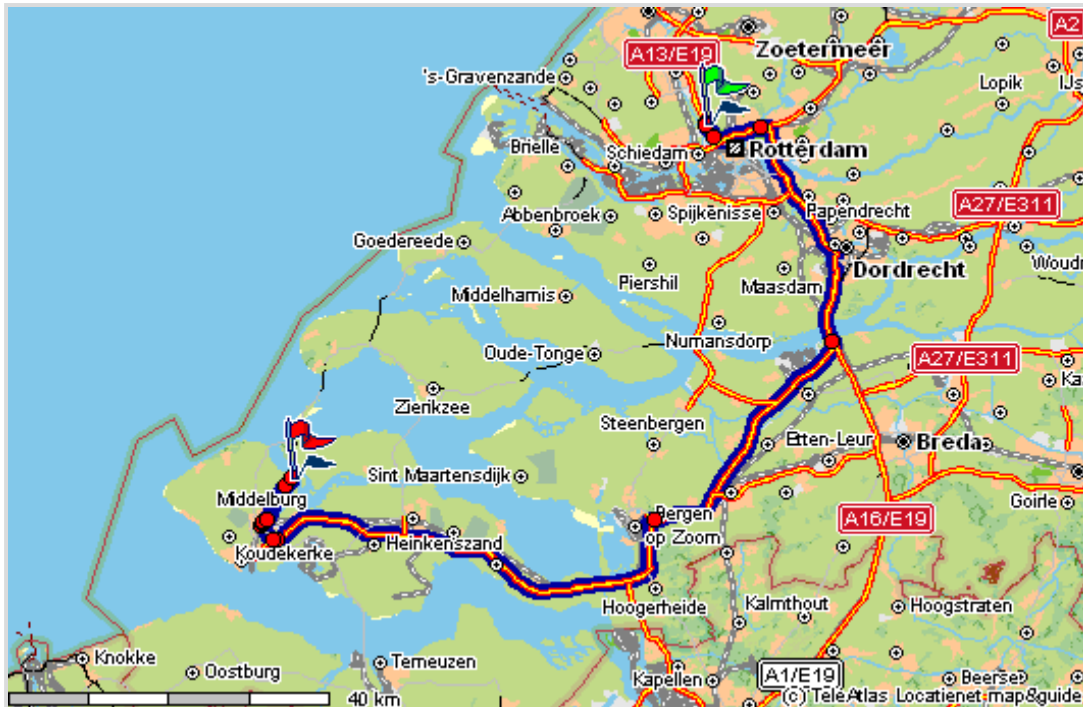 A2
Zoetermeer
A13/E19
's-Gravenzande
Lopik
IJs
Brielle
Schiedam
Rotterdam
Abbenbroek
Spijkenisse
Papendrecht
A27/E311
Goedereede
Woudr
Dordrecht
Piershil
Maasdam
Middelharnis
Numansdorp
Oude-Tonge
A27/E311
Ka
Zierikzee
Steenbergen
Etten-Leur
Breda
Sint Maartensdijk
Middelburg
Goirle
Bergen
op Zoom
A16/E19
Koudekerke
Heinkenszand
Hoogerheide
Kalmthout
Hoogstraten
Knokke
Oostburg
Terneuzen
Kapellen
A1/E19
Beerse
40 km
(c) TeleAtlas Locatienet map&guide